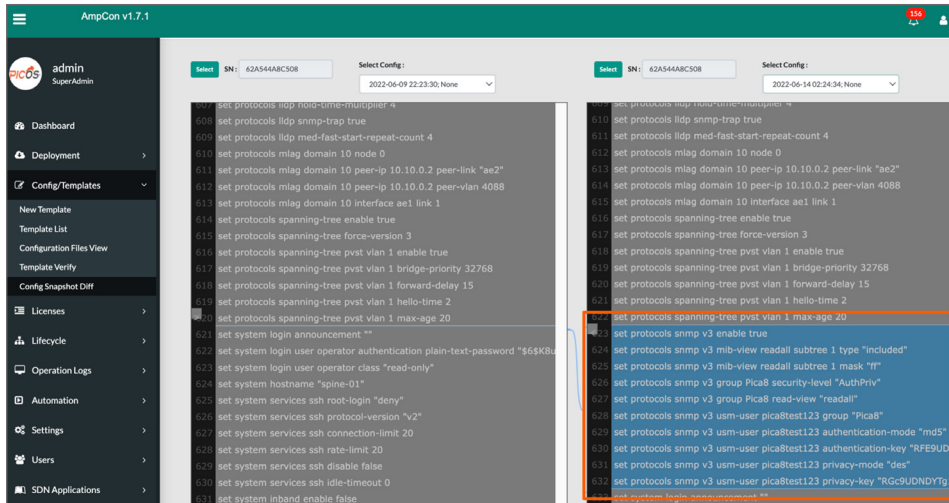 AmpCon v1.7.1
156
PICOS
admin
SuperAdmin
Dashboard
Deployment
Config/Templates
New Template
Template List
Configuration Files View
Template Verify
Config Snapshot Diff
Licenses
Lifecycle
Operation Logs
Automation
Settings
Users
SDN Applications
Select SN: 62A544A8C508
Select Config:
2022-06-09 22:23:30; None
607 set protocols lldp hold-time-multiplier 4
608 set protocols lldp snmp-trap true
609 set protocols lldp med-fast-start-repeat-count 4
610 set protocols mlag domain 10 node 0
611 set protocols mlag domain 10 peer-ip 10.10.0.2 peer-link "ae2"
612 set protocols mlag domain 10 peer-ip 10.10.0.2 peer-vlan 4088
613 set protocols mlag domain 10 interface ae1 link 1
614 set protocols spanning-tree enable true
615 set protocols spanning-tree force-version 3
616 set protocols spanning-tree pvst vlan 1 enable true
617 set protocols spanning-tree pvst vlan 1 bridge-priority 32768
618 set protocols spanning-tree pvst vlan 1 forward-delay 15
619 set protocols spanning-tree pvst vlan 1 hello-time 2
620 set protocols spanning-tree pvst vlan 1 max-age 20
621 set system login announcement ""
622 set system login user operator authentication plain-text-password "$6$K8u
623 set system login user operator class "read-only"
624 set system hostname "spine-01"
625 set system services ssh root-login "deny"
626 set system services ssh protocol-version "v2"
627 set system services ssh connection-limit 20
628 set system services ssh rate-limit 20
629 set system services ssh disable false
630 set system services ssh idle-timeout 0
631 set system inband enable false
Select SN: 62A544A8C508
Select Config:
2022-06-14 02:24:34; None
609 set protocols lldp hold-time-multiplier 4
610 set protocols lldp snmp-trap true
611 set protocols lldp med-fast-start-repeat-count 4
612 set protocols mlag domain 10 node 0
613 set protocols mlag domain 10 peer-ip 10.10.0.2 peer-link "ae2"
614 set protocols mlag domain 10 peer-ip 10.10.0.2 peer-vlan 4088
615 set protocols mlag domain 10 interface ae1 link 1
616 set protocols spanning-tree enable true
617 set protocols spanning-tree force-version 3
618 set protocols spanning-tree pvst vlan 1 enable true
619 set protocols spanning-tree pvst vlan 1 bridge-priority 32768
620 set protocols spanning-tree pvst vlan 1 forward-delay 15
621 set protocols spanning-tree pvst vlan 1 hello-time 2
622 set protocols spanning-tree pvst vlan 1 max-age 20
623 set protocols snmp v3 enable true
624 set protocols snmp v3 mib-view readall subtree 1 type "included"
625 set protocols snmp v3 mib-view readall subtree 1 mask "ff"
626 set protocols snmp v3 group Pica8 security-level "AuthPriv"
627 set protocols snmp v3 group Pica8 read-view "readall"
628 set protocols snmp v3 usm-user pica8test123 group "Pica8"
629 set protocols snmp v3 usm-user pica8test123 authentication-mode "md5"
630 set protocols snmp v3 usm-user pica8test123 authentication-key "RFE9UD
631 set protocols snmp v3 usm-user pica8test123 privacy-mode "des"
632 set protocols snmp v3 usm-user pica8test123 privacy-key "RGc9UDNDYTg
633 set system login announcement ""